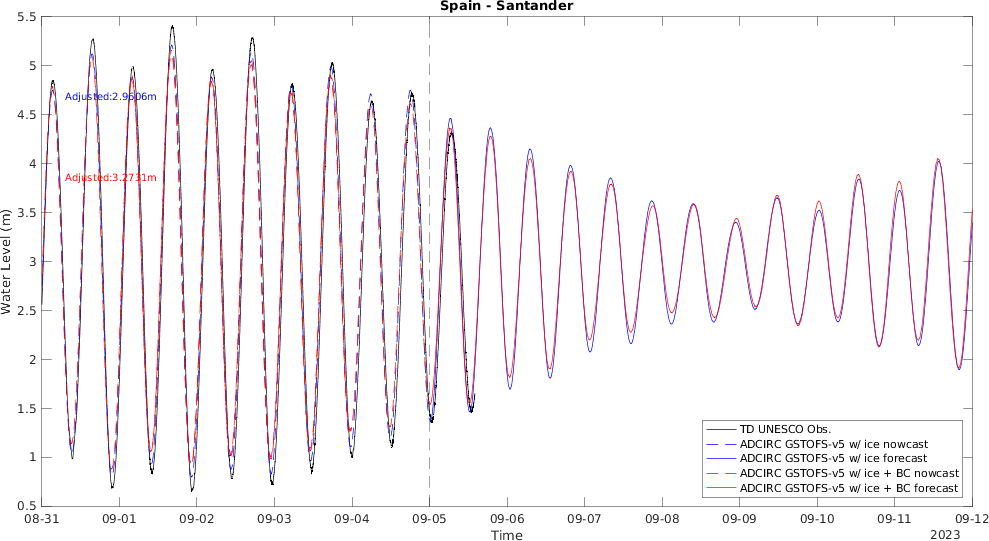 Spain - Santander
5.5
5
4.5
4
3.5
3
2.5
2
1.5
1
0.5
Water Level (m)
Adjusted:2.9606m
Adjusted:3.2731m
TD UNESCO Obs.
ADCIRC GSTOFS-v5 w/ ice nowcast
ADCIRC GSTOFS-v5 w/ ice forecast
ADCIRC GSTOFS-v5 w/ ice + BC nowcast
ADCIRC GSTOFS-v5 w/ ice + BC forecast
08-31 09-01 09-02 09-03 09-04 09-05 09-06 09-07 09-08 09-09 09-10 09-11 09-12
Time
2023